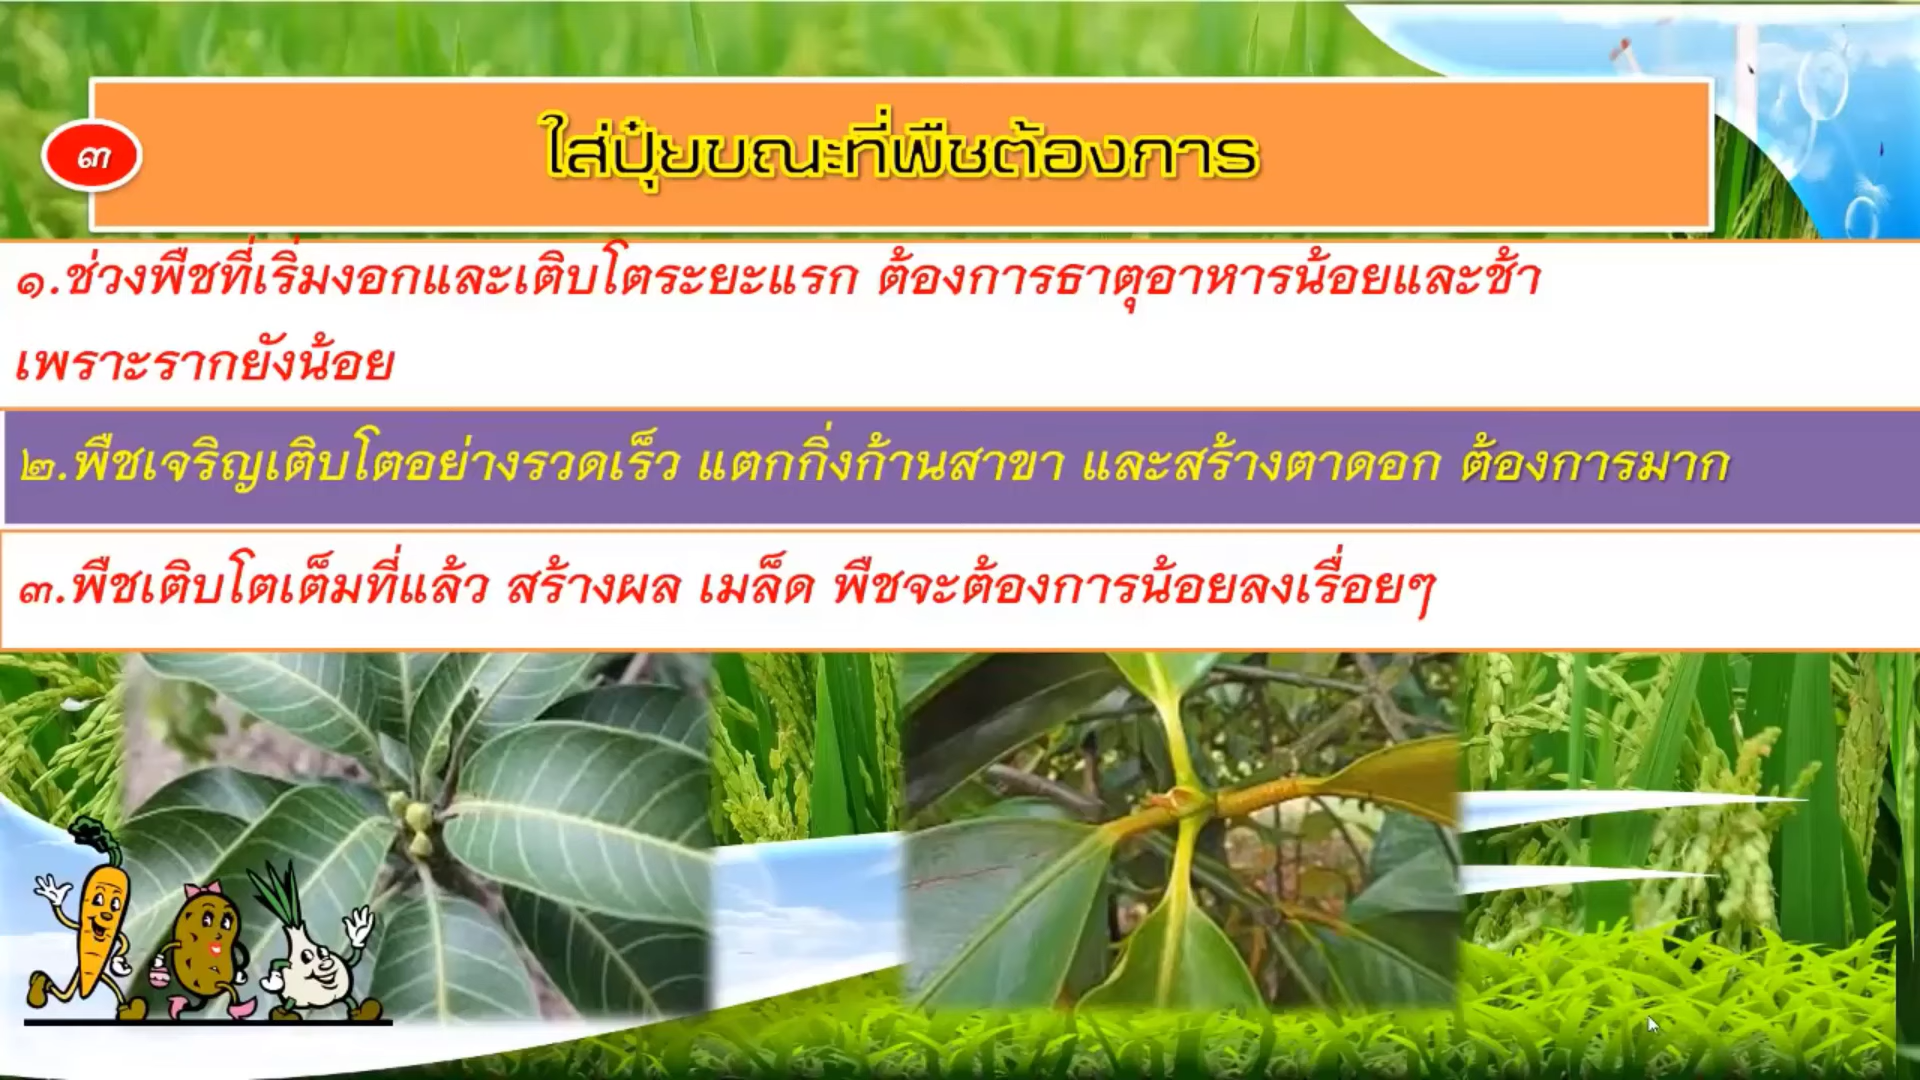 ๓
ใส่ปุ๋ยขณะที่พืชต้องการ
๑.ช่วงพืชที่เริ่มงอกและเติบโตระยะแรก ต้องการธาตุอาหารน้อยและช้า
เพราะรากยังน้อย
๒.พืชเจริญเติบโตอย่างรวดเร็ว แตกกิ่งก้านสาขา และสร้างตาดอก ต้องการมาก
๓.พืชเติบโตเต็มที่แล้ว สร้างผล เมล็ด พืชจะต้องการน้อยลงเรื่อยๆ